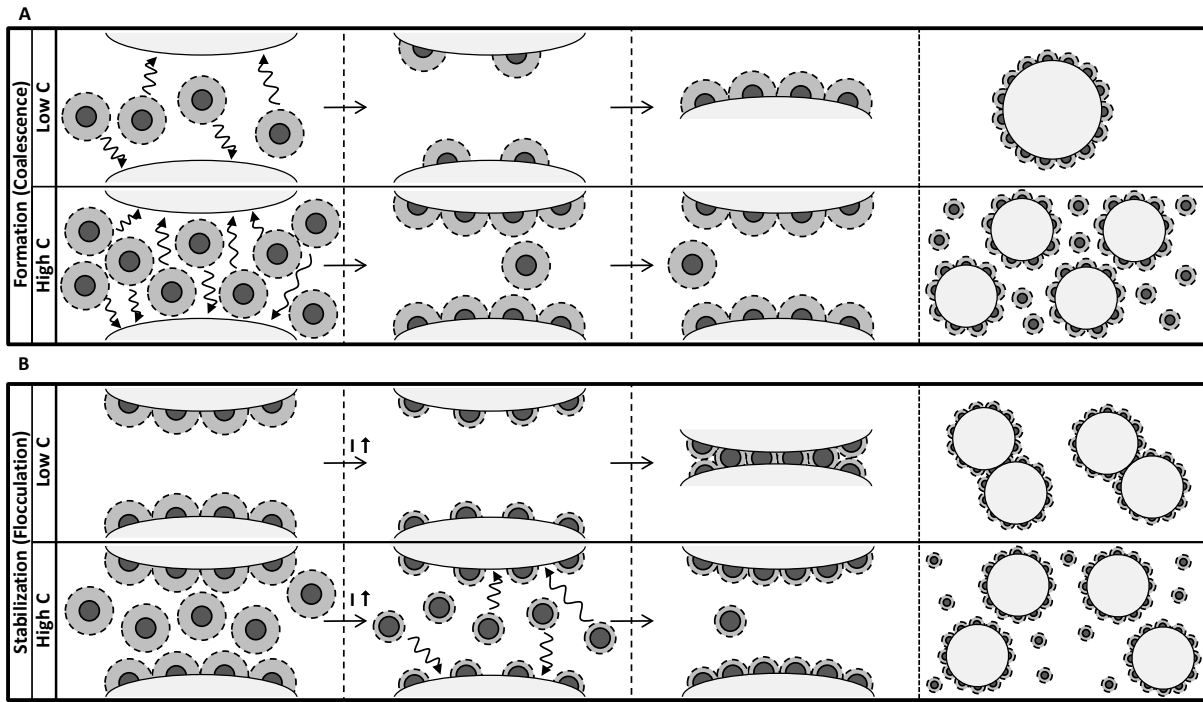 A
Formation (Coalescence)
Low C
High C
B
Stabilization (Flocculation)
Low C
I ↑
High C
I ↑